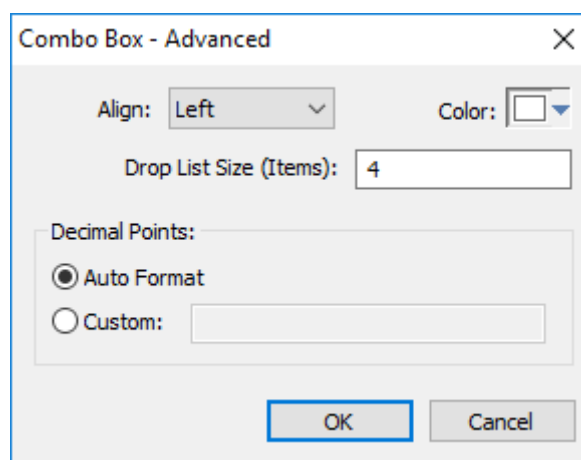 Combo Box - Advanced
Align: Left Color:
Drop List Size (Items): 4
Decimal Points:
Auto Format
Custom:
OK Cancel